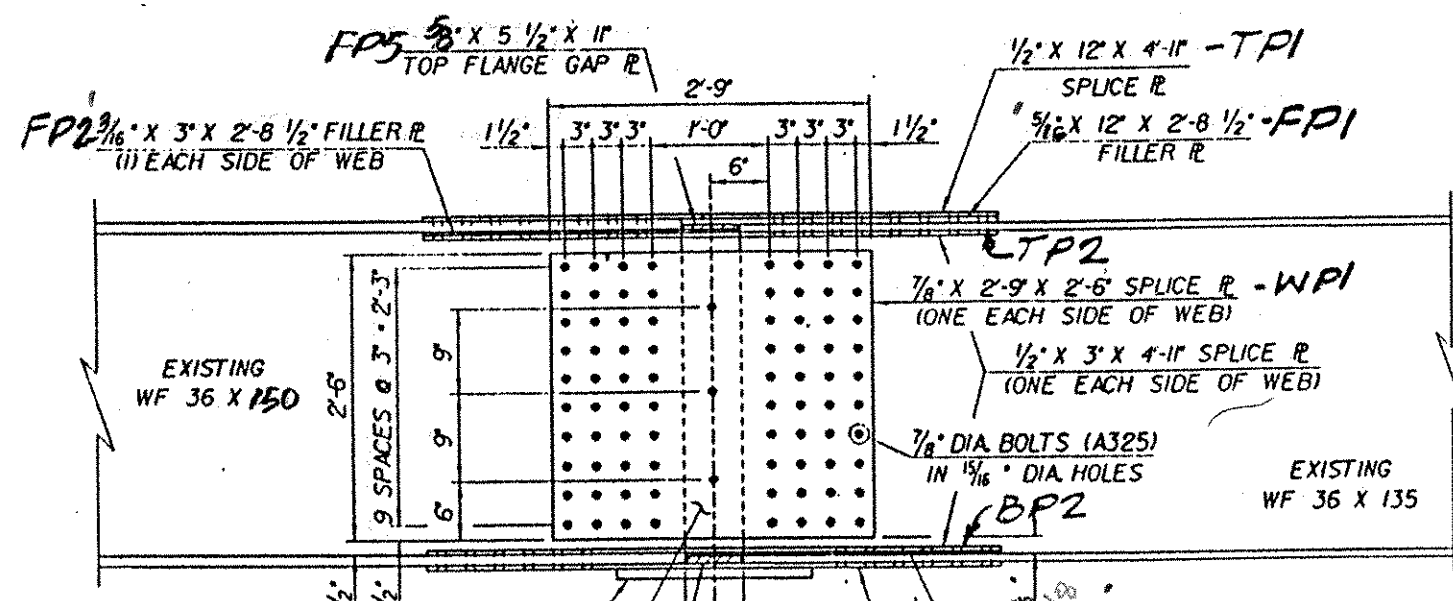 FP5 5/8" X 5 1/2" X 11"
TOP FLANGE GAP PL
1/2" X 12" X 4'-11" - TP1
SPLICE PL
2'-9"
FP2 3/16" X 3" X 2'-8 1/2" FILLER PL
(1) EACH SIDE OF WEB
1 1/2" 3" 3" 3" 1'-0" 3" 3" 3" 1 1/2"
5/16" X 12" X 2'-8 1/2" - FP1
FILLER PL
6"
TP2
7/8" X 2'-9" X 2'-6" SPLICE PL - WP1
(ONE EACH SIDE OF WEB)
1/2" X 3" X 4'-11" SPLICE PL
(ONE EACH SIDE OF WEB)
EXISTING
WF 36 X 150
2'-6"
9 SPACES @ 3" = 2'-3"
9"
9"
6"
7/8" DIA. BOLTS (A325)
IN 15/16" DIA. HOLES
BP2
EXISTING
WF 36 X 135